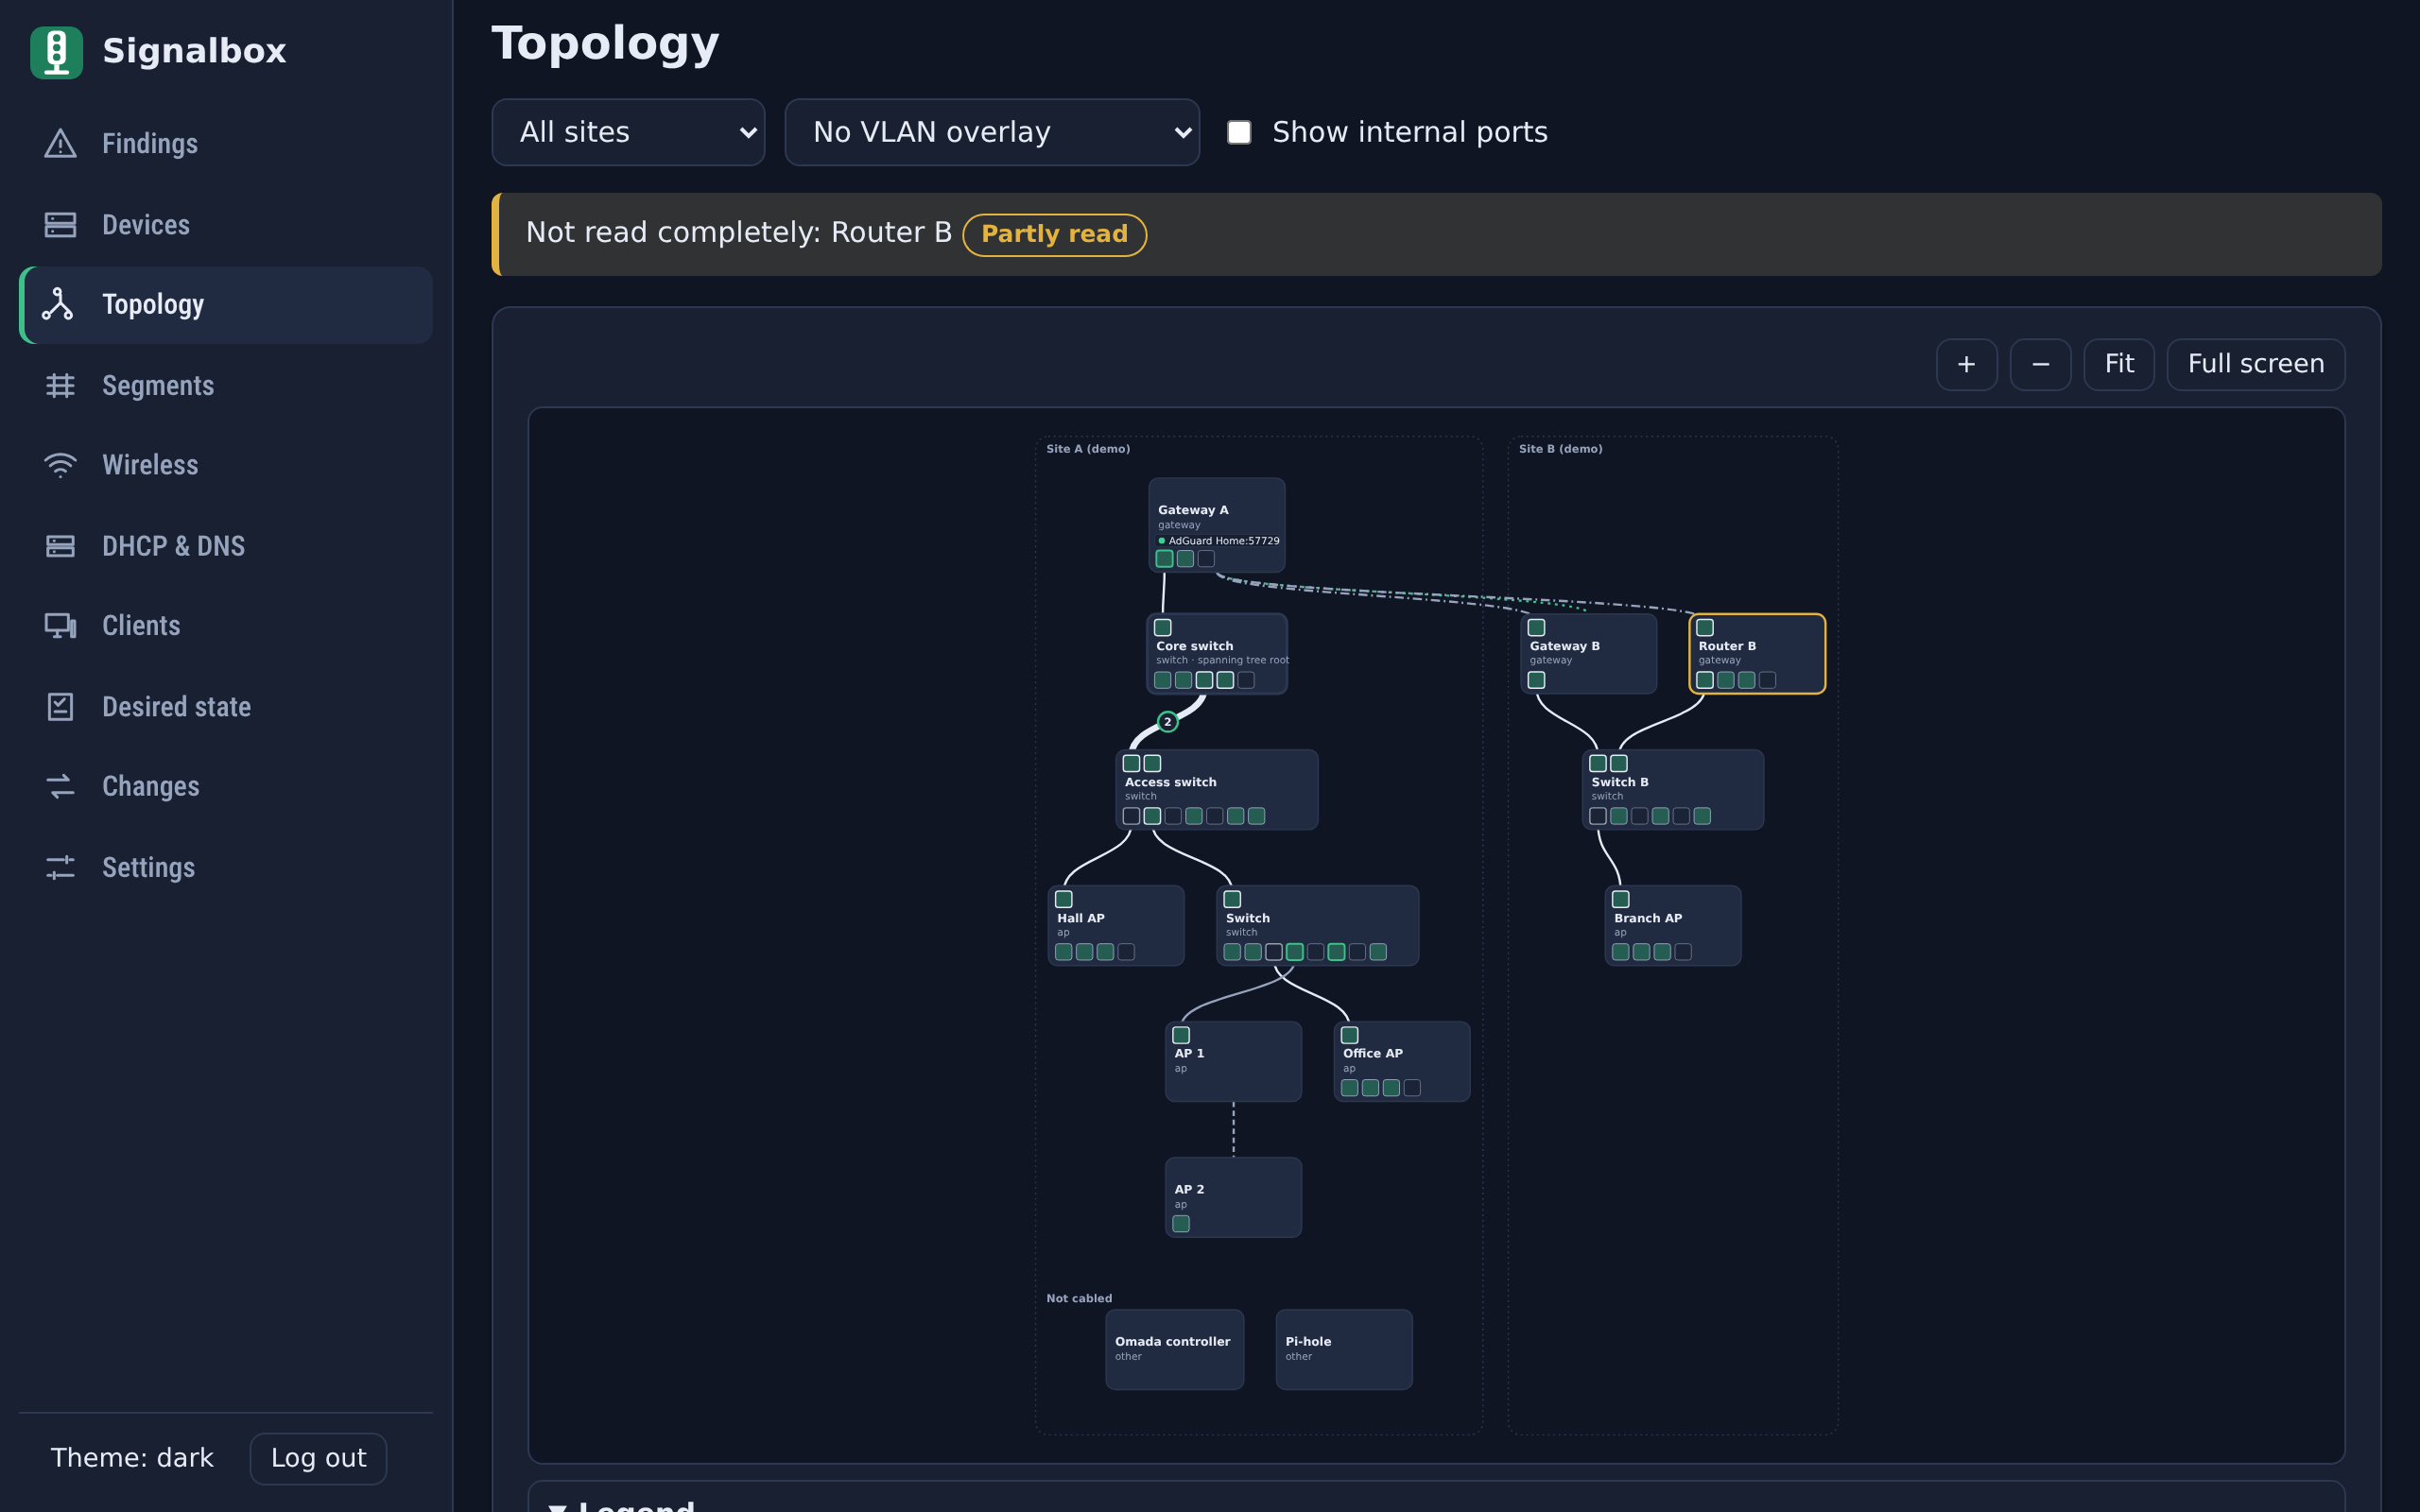 Signalbox
Findings
Devices
Topology
Segments
Wireless
DHCP & DNS
Clients
Desired state
Changes
Settings
Theme: dark
Log out
Topology
All sites
No VLAN overlay
Show internal ports
Not read completely: Router B Partly read
+
−
Fit
Full screen
Site A (demo)
Gateway A
gateway
AdGuard Home:57729
Core switch
switch · spanning tree root
2
Access switch
switch
Hall AP
ap
Switch
switch
AP 1
ap
Office AP
ap
AP 2
ap
Not cabled
Omada controller
other
Pi-hole
other
Site B (demo)
Gateway B
gateway
Router B
gateway
Switch B
switch
Branch AP
ap
Legend